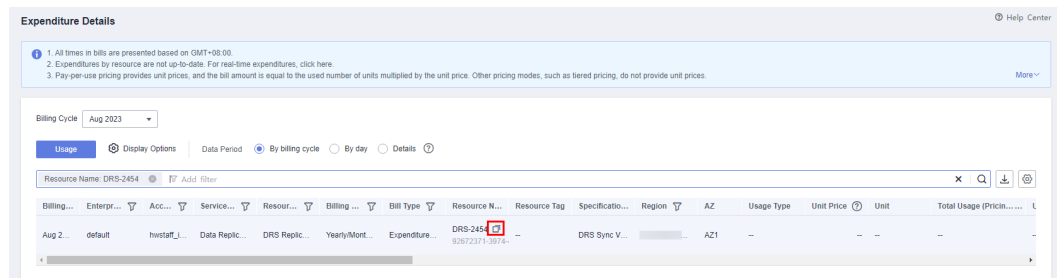 Expenditure Details
Help Center
1. All times in bills are presented based on GMT+08:00.
2. Expenditures by resource are not up-to-date. For real-time expenditures, click here.
3. Pay-per-use pricing provides unit prices, and the bill amount is equal to the used number of units multiplied by the unit price. Other pricing modes, such as tiered pricing, do not provide unit prices.
More
Billing Cycle Aug 2023
Usage Display Options Data Period By billing cycle By day Details
Resource Name: DRS-2454 Add filter
Billing... Enterpr... Acc... Service... Resour... Billing ... Bill Type Resource N... Resource Tag Specificatio... Region AZ Usage Type Unit Price Unit Total Usage (Pricin... ... U
Aug 2... default hwstaff_i... Data Replic... DRS Replic... Yearly/Mont... Expenditure... DRS-2454 -- DRS Sync V... ... AZ1 -- -- -- --
92672371-3974-